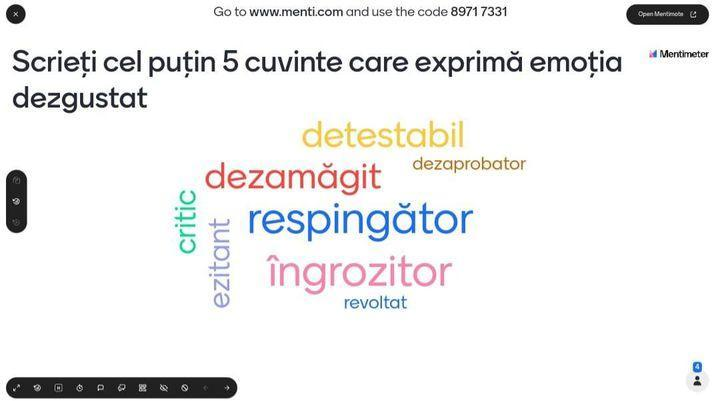 Go to www.menti.com and use the code 8971 7331
Open Mentimote
Mentimeter
Scrieți cel puțin 5 cuvinte care exprimă emoția
dezgustat
detestabil
dezaprobator
dezamăgit
critic
respingător
ezitant
îngrozitor
revoltat
4